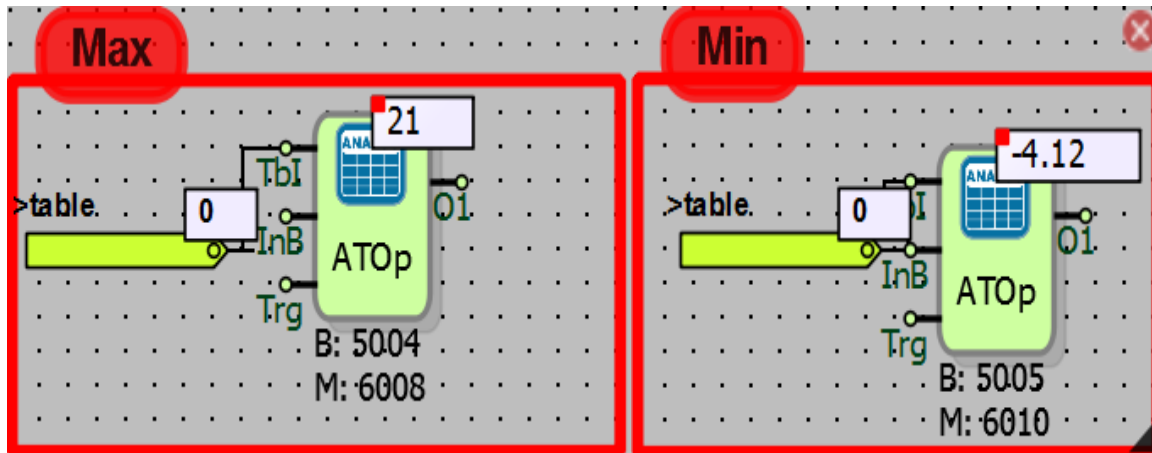 Max
21
ANA
TbI
>table.
0
O1
InB
ATOp
Trg
B: 5004
M: 6008
Min
-4.12
ANA
>table.
0
O1
InB
ATOp
Trg
B: 5005
M: 6010